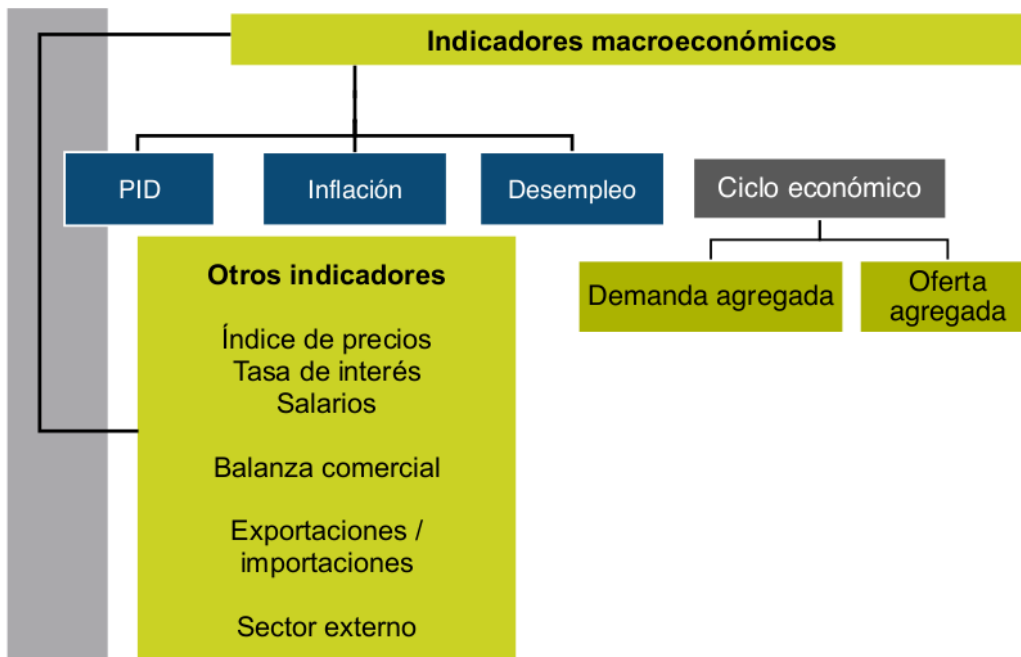 Indicadores macroeconómicos
PID
Inflación
Desempleo
Ciclo económico
Demanda agregada
Oferta
agregada
Otros indicadores
Índice de precios
Tasa de interés
Salarios
Balanza comercial
Exportaciones /
importaciones
Sector externo